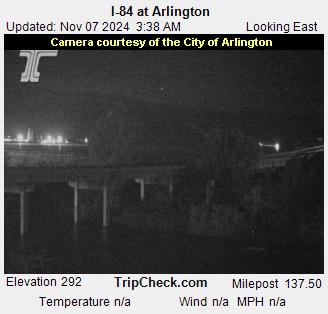 I-84 at Arlington
Updated: Nov 07 2024 3:38 AM Looking East
Camera courtesy of the City of Arlington
Elevation 292 TripCheck.com Milepost 137.50
Temperature n/a Wind n/a MPH n/a